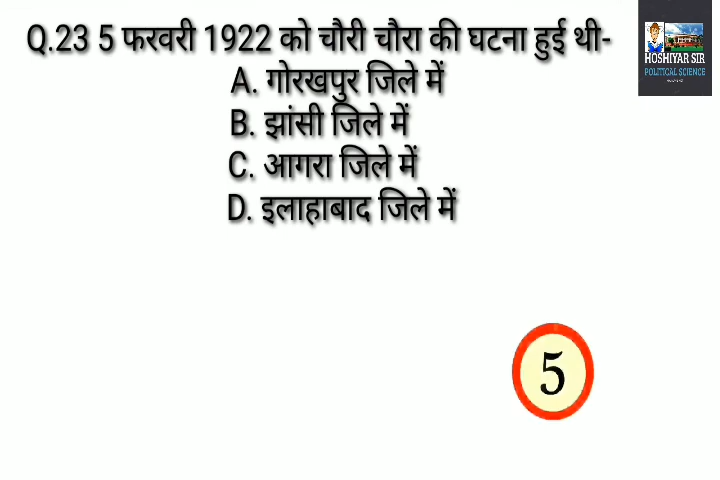 Q.23 5 फरवरी 1922 को चौरी चौरा की घटना हुई थी-
A. गोरखपुर जिले में
B. झांसी जिले में
C. आगरा जिले में
D. इलाहाबाद जिले में
HOSHIYAR SIR
POLITICAL SCIENCE
5